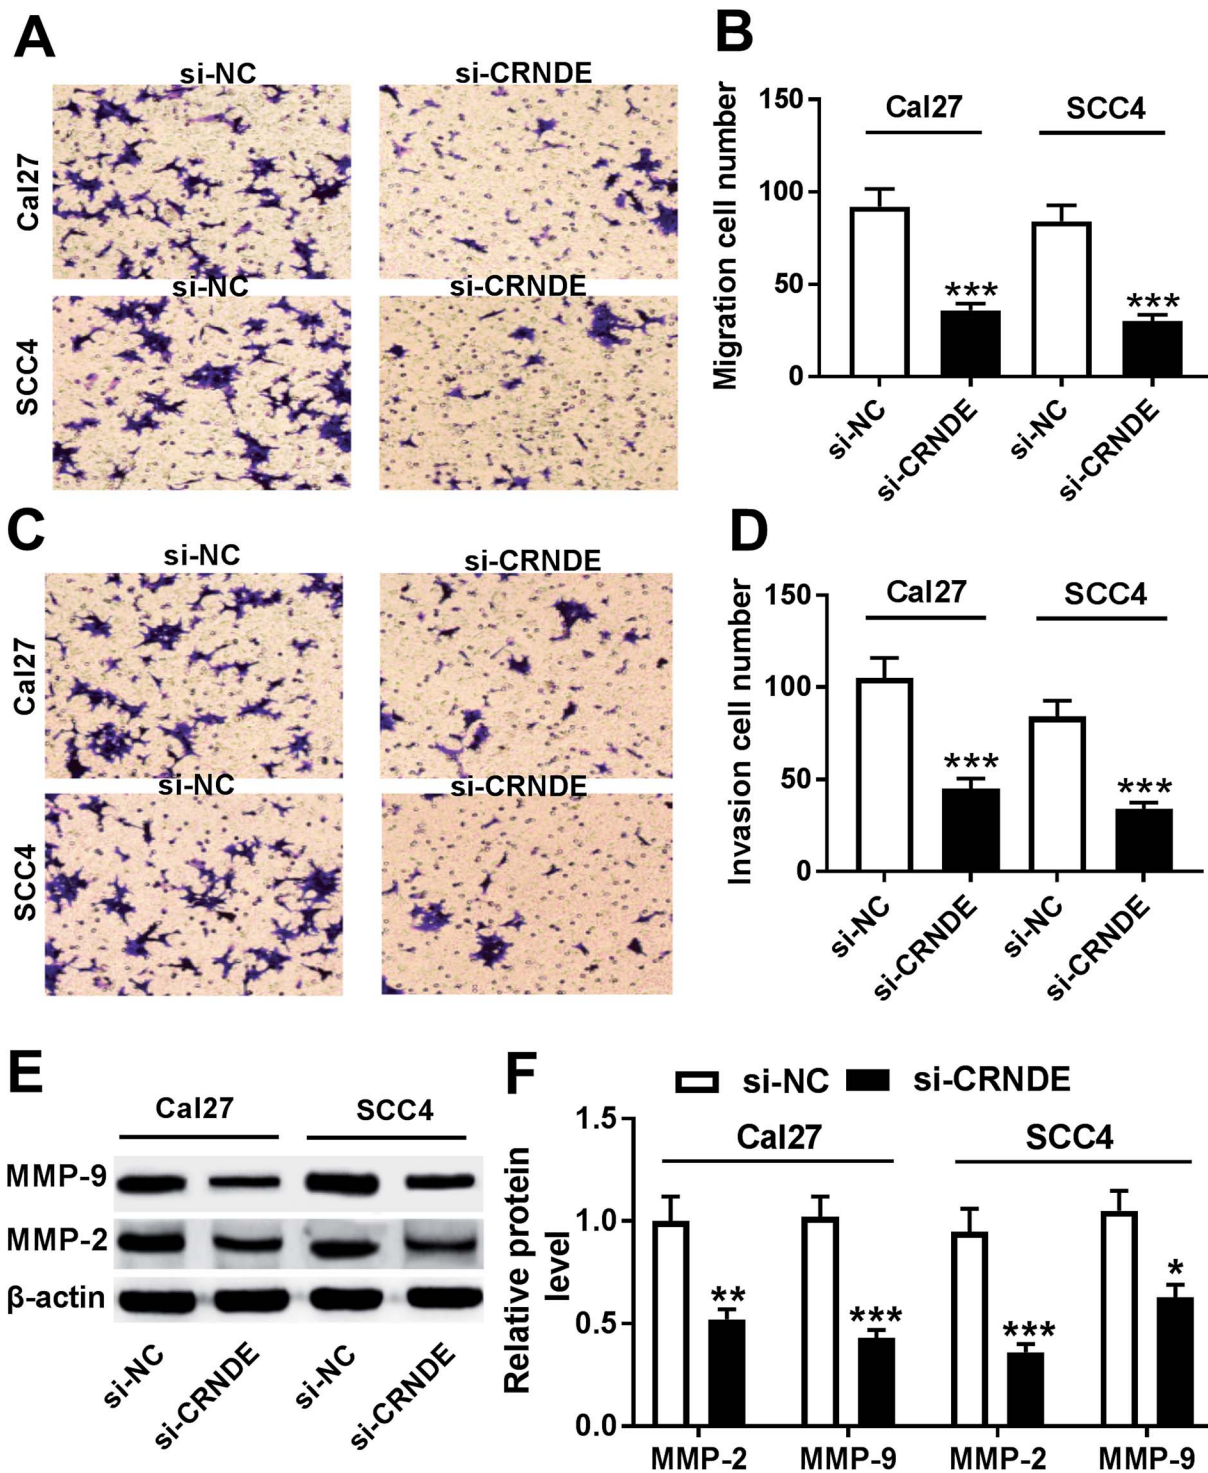 A
si-NC
si-CRNDE
Cal27
si-NC
si-CRNDE
SCC4
B
Migration cell number
150
100
50
0
Cal27
SCC4
***
***
si-NC
si-CRNDE
si-NC
si-CRNDE
C
si-NC
si-CRNDE
Cal27
si-NC
si-CRNDE
SCC4
D
Invasion cell number
150
100
50
0
Cal27
SCC4
***
***
si-NC
si-CRNDE
si-NC
si-CRNDE
E
Cal27
SCC4
MMP-9
MMP-2
β-actin
si-NC
si-CRNDE
si-NC
si-CRNDE
F
si-NC
si-CRNDE
Relative protein
level
1.5
1.0
0.5
0.0
Cal27
SCC4
**
***
***
*
MMP-2
MMP-9
MMP-2
MMP-9